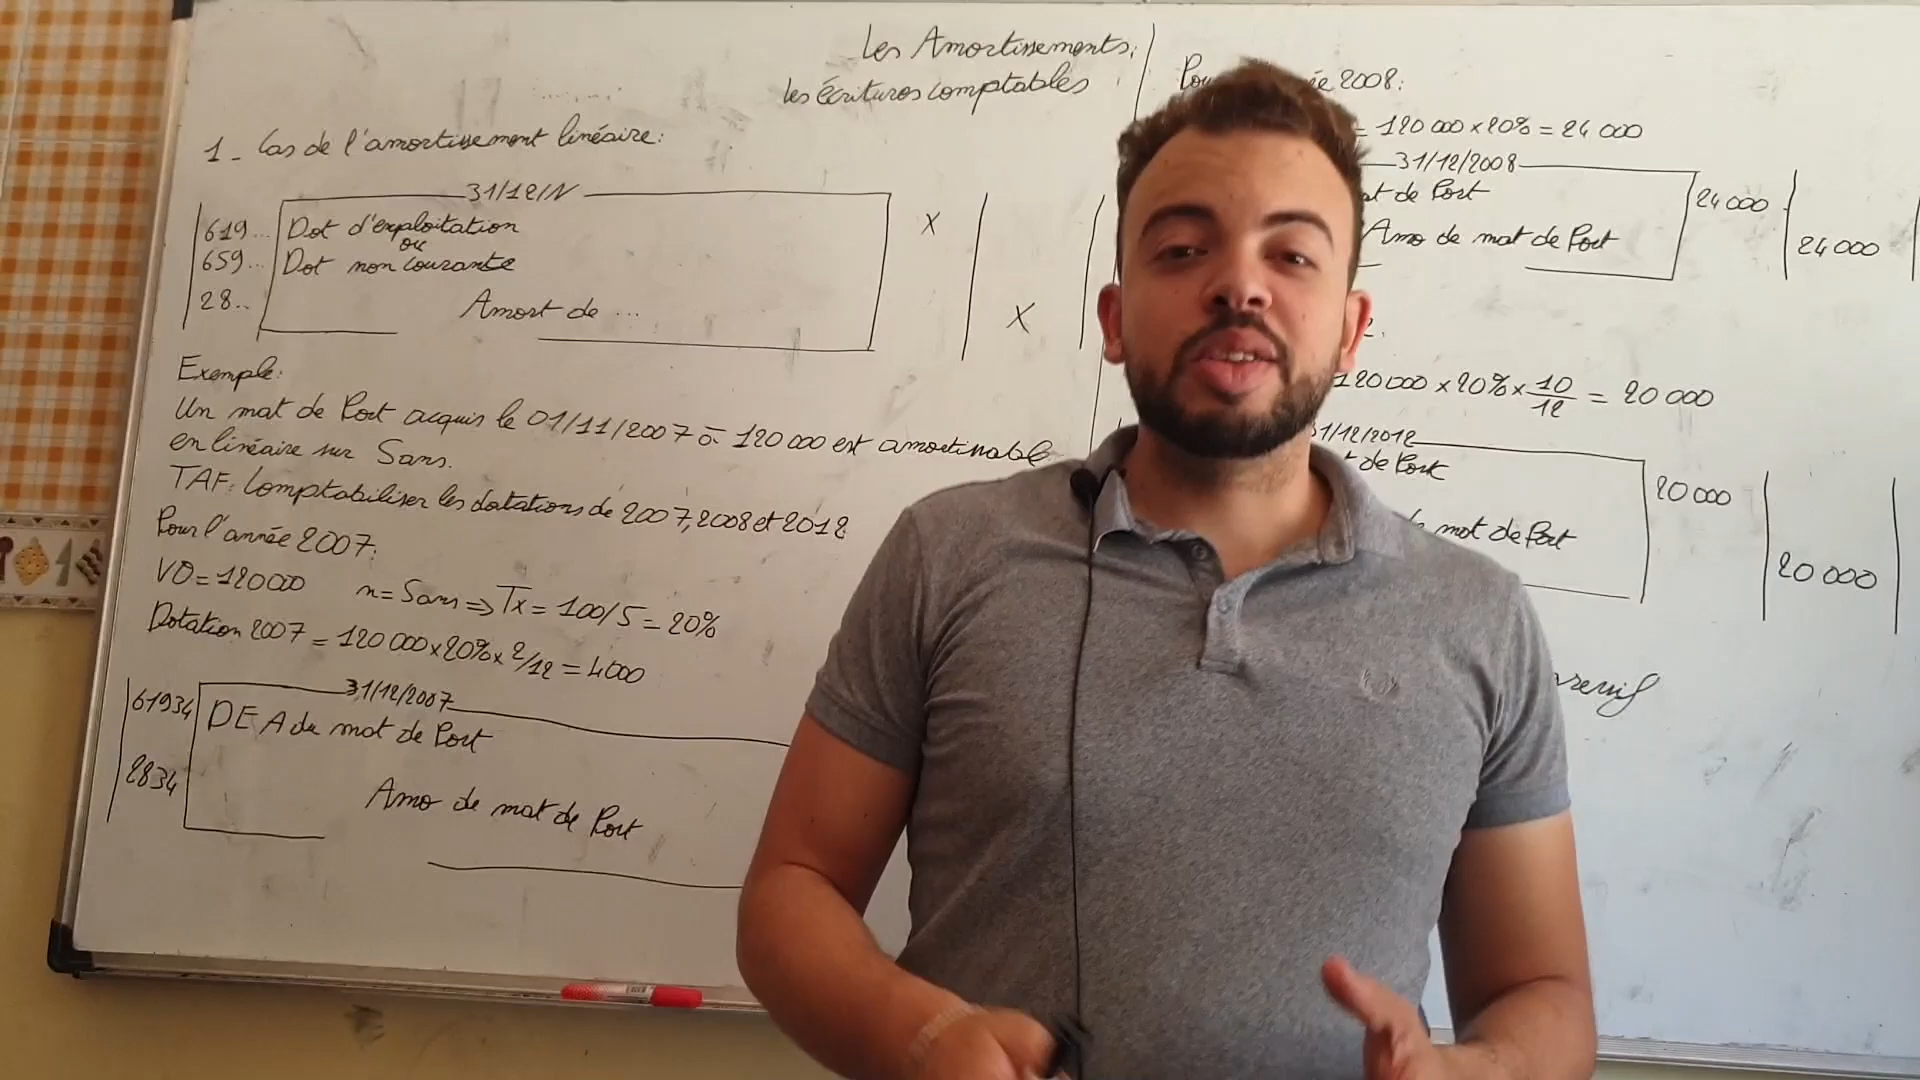 Les Amortissements:
les écritures comptables
1 - Cas de l'amortissement linéaire:
31/12/N
619... Dot d'exploitation X
ou
659... Dot non courante
28.. Amort de ... X
Exemple:
Un mat de Port acquis le 01/11/2007 à 120 000 est amortissable
en linéaire sur 5ans.
TAF: Comptabiliser les dotations de 2007, 2008 et 2012
Pour l'année 2007:
VO = 120 000 n = 5ans => Tx = 100/5 = 20%
Dotation 2007 = 120 000 x 20% x 2/12 = 4000
31/12/2007
61934 DEA du mat de Port
2834 Amo de mat de Port
2008:
= 120 000 x 20% = 24 000
31/12/2008
mat de Port 24 000
Amo de mat de Port 24 000
120 000 x 20% x 10/12 = 20 000
31/12/2012
de Port 20 000
mat de Port
20 000